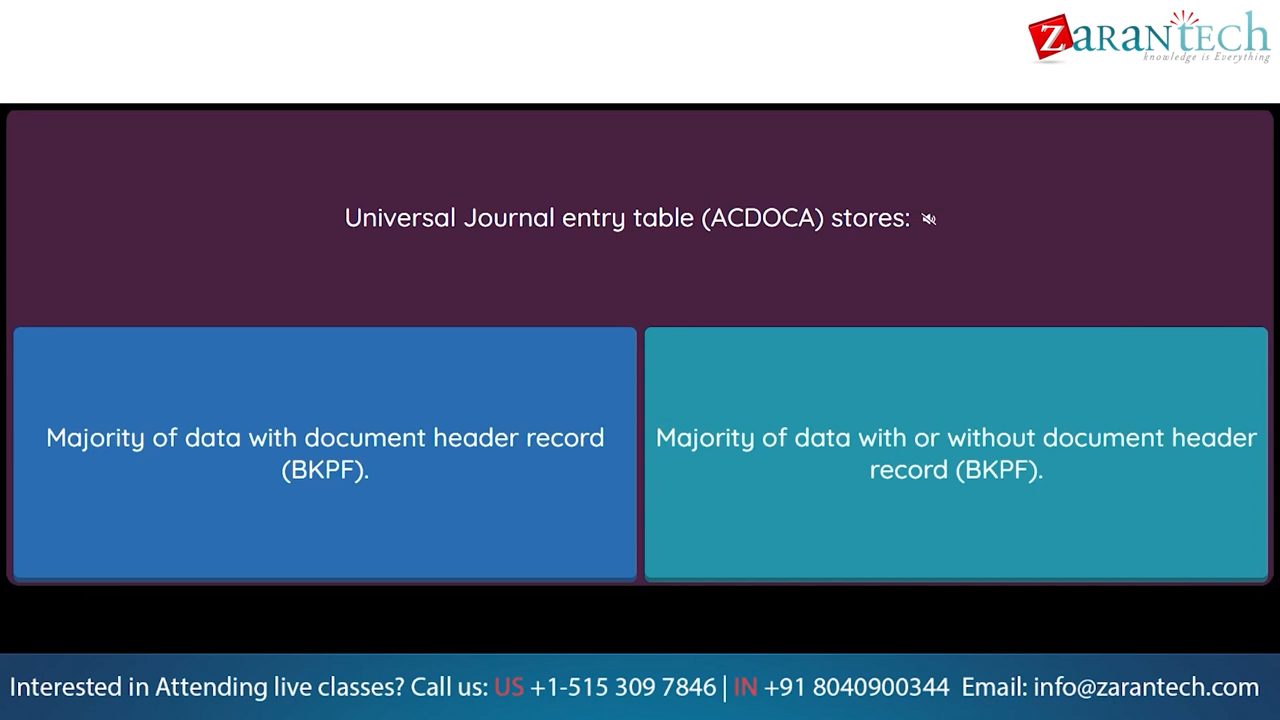 ZARANTECH
knowledge is Everything
Universal Journal entry table (ACDOCA) stores:
Majority of data with document header record
(BKPF).
Majority of data with or without document header
record (BKPF).
Interested in Attending live classes? Call us: US +1-515 309 7846 | IN +91 8040900344 Email: info@zarantech.com